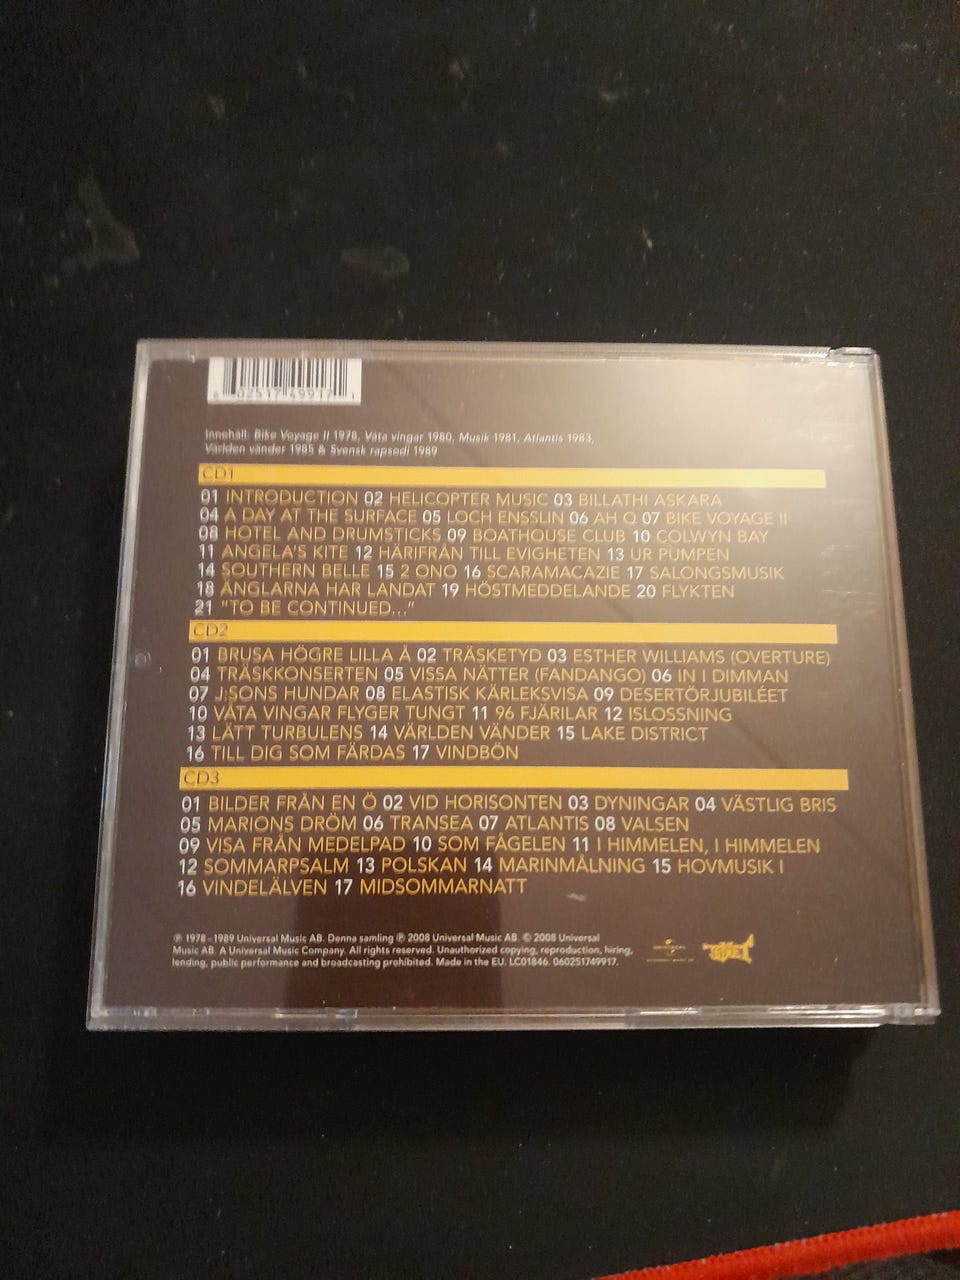 602517 49917 1
Innehåll: Bike Voyage II 1978, Våta vingar 1980, Musik 1981, Atlantis 1983,
Världen vänder 1985 & Svensk rapsodi 1989
CD1
01 INTRODUCTION 02 HELICOPTER MUSIC 03 BILLATHI ASKARA
04 A DAY AT THE SURFACE 05 LOCH ENSSLIN 06 AH Q 07 BIKE VOYAGE II
08 HOTEL AND DRUMSTICKS 09 BOATHOUSE CLUB 10 COLWYN BAY
11 ANGELA'S KITE 12 HÄRIFRÅN TILL EVIGHETEN 13 UR PUMPEN
14 SOUTHERN BELLE 15 2 ONO 16 SCARAMACAZIE 17 SALONGSMUSIK
18 ÄNGLARNA HAR LANDAT 19 HÖSTMEDDELANDE 20 FLYKTEN
21 "TO BE CONTINUED..."
CD2
01 BRUSA HÖGRE LILLA Å 02 TRÄSKETYD 03 ESTHER WILLIAMS (OVERTURE)
04 TRÄSKKONSERTEN 05 VISSA NÄTTER (FANDANGO) 06 IN I DIMMAN
07 J:SONS HUNDAR 08 ELASTISK KÄRLEKSVISA 09 DESERTÖRJUBILÉET
10 VÅTA VINGAR FLYGER TUNGT 11 96 FJÄRILAR 12 ISLOSSNING
13 LÄTT TURBULENS 14 VÄRLDEN VÄNDER 15 LAKE DISTRICT
16 TILL DIG SOM FÄRDAS 17 VINDBÖN
CD3
01 BILDER FRÅN EN Ö 02 VID HORISONTEN 03 DYNINGAR 04 VÄSTLIG BRIS
05 MARIONS DRÖM 06 TRANSEA 07 ATLANTIS 08 VALSEN
09 VISA FRÅN MEDELPAD 10 SOM FÅGELEN 11 I HIMMELEN, I HIMMELEN
12 SOMMARPSALM 13 POLSKAN 14 MARINMÅLNING 15 HOVMUSIK I
16 VINDELÄLVEN 17 MIDSOMMARNATT
℗ 1978–1989 Universal Music AB. Denna samling ℗ 2008 Universal Music AB. © 2008 Universal
Music AB. A Universal Music Company. All rights reserved. Unauthorized copying, reproduction, hiring,
lending, public performance and broadcasting prohibited. Made in the EU. LC01846. 060251749917.